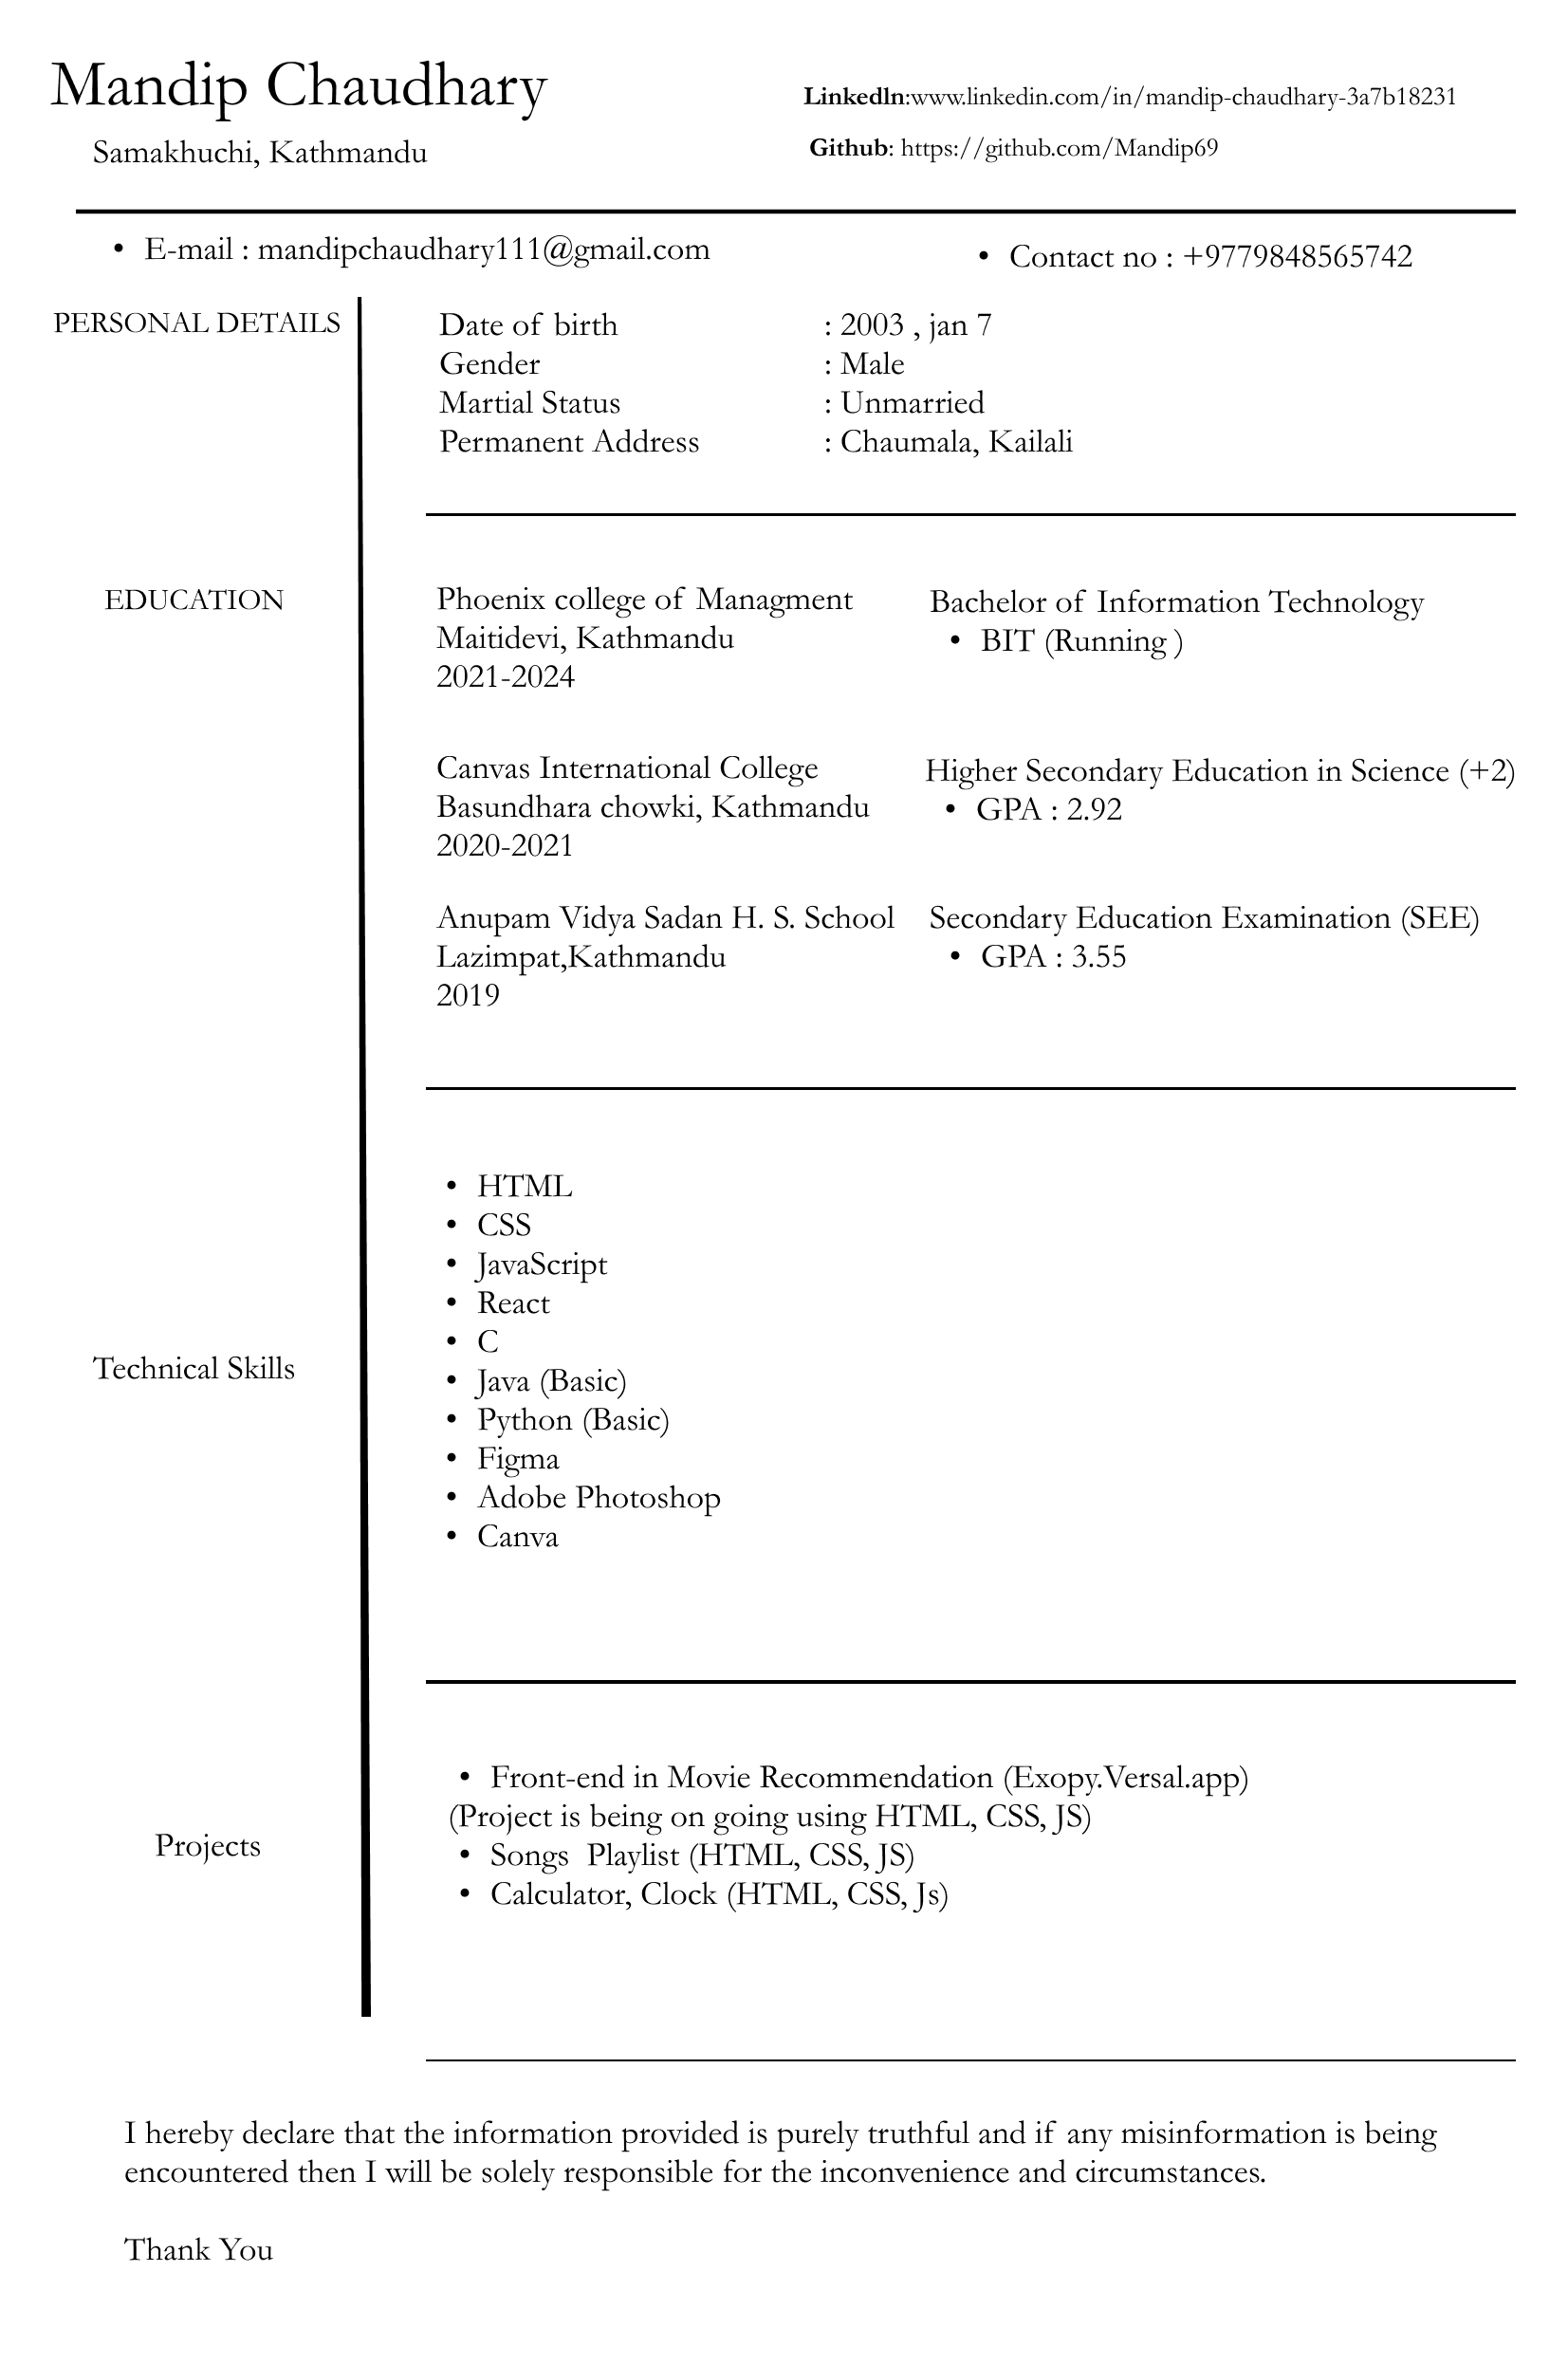 Mandip Chaudhary
Samakhuchi, Kathmandu
Linkedln:www.linkedin.com/in/mandip-chaudhary-3a7b18231
Github: https://github.com/Mandip69
• E-mail : mandipchaudhary111@gmail.com
• Contact no : +9779848565742
PERSONAL DETAILS
Date of birth : 2003 , jan 7
Gender : Male
Martial Status : Unmarried
Permanent Address : Chaumala, Kailali
EDUCATION
Phoenix college of Managment
Maitidevi, Kathmandu
2021-2024
Bachelor of Information Technology
• BIT (Running )
Canvas International College
Basundhara chowki, Kathmandu
2020-2021
Higher Secondary Education in Science (+2)
• GPA : 2.92
Anupam Vidya Sadan H. S. School
Lazimpat,Kathmandu
2019
Secondary Education Examination (SEE)
• GPA : 3.55
Technical Skills
• HTML
• CSS
• JavaScript
• React
• C
• Java (Basic)
• Python (Basic)
• Figma
• Adobe Photoshop
• Canva
Projects
• Front-end in Movie Recommendation (Exopy.Versal.app)
(Project is being on going using HTML, CSS, JS)
• Songs  Playlist (HTML, CSS, JS)
• Calculator, Clock (HTML, CSS, Js)
I hereby declare that the information provided is purely truthful and if any misinformation is being
encountered then I will be solely responsible for the inconvenience and circumstances.
Thank You